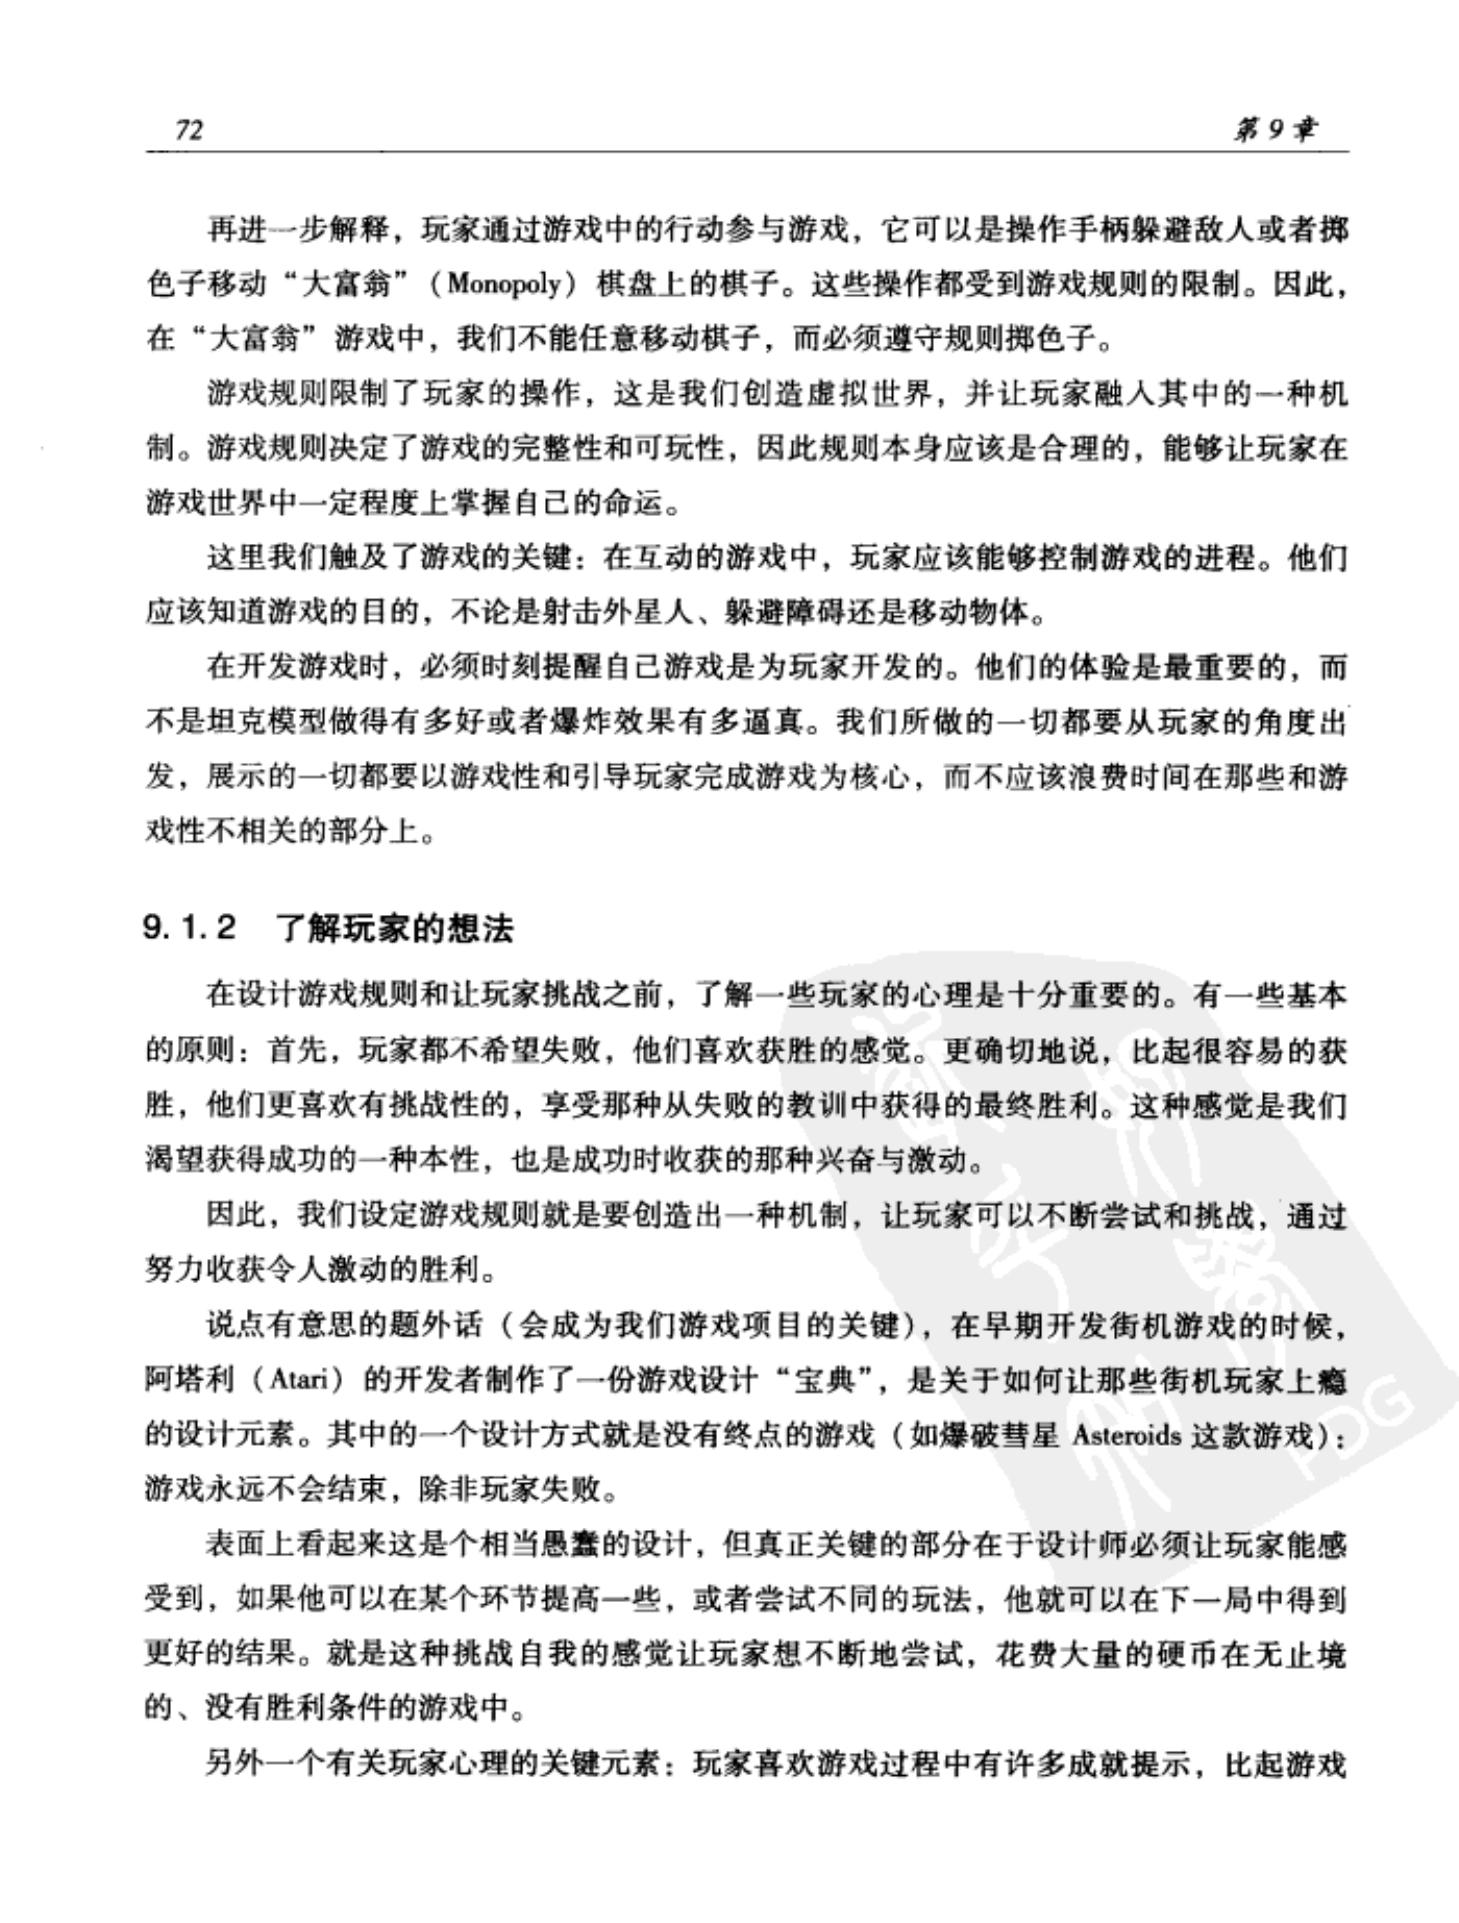 72
第9章
再进一步解释，玩家通过游戏中的行动参与游戏，它可以是操作手柄躲避敌人或者掷
色子移动“大富翁”（Monopoly）棋盘上的棋子。这些操作都受到游戏规则的限制。因此，
在“大富翁”游戏中，我们不能任意移动棋子，而必须遵守规则掷色子。
游戏规则限制了玩家的操作，这是我们创造虚拟世界，并让玩家融入其中的一种机
制。游戏规则决定了游戏的完整性和可玩性，因此规则本身应该是合理的，能够让玩家在
游戏世界中一定程度上掌握自己的命运。
这里我们触及了游戏的关键：在互动的游戏中，玩家应该能够控制游戏的进程。他们
应该知道游戏的目的，不论是射击外星人、躲避障碍还是移动物体。
在开发游戏时，必须时刻提醒自己游戏是为玩家开发的。他们的体验是最重要的，而
不是坦克模型做得有多好或者爆炸效果有多逼真。我们所做的一切都要从玩家的角度出
发，展示的一切都要以游戏性和引导玩家完成游戏为核心，而不应该浪费时间在那些和游
戏性不相关的部分上。
9.1.2 了解玩家的想法
在设计游戏规则和让玩家挑战之前，了解一些玩家的心理是十分重要的。有一些基本
的原则：首先，玩家都不希望失败，他们喜欢获胜的感觉。更确切地说，比起很容易的获
胜，他们更喜欢有挑战性的，享受那种从失败的教训中获得的最终胜利。这种感觉是我们
渴望获得成功的一种本性，也是成功时收获的那种兴奋与激动。
因此，我们设定游戏规则就是要创造出一种机制，让玩家可以不断尝试和挑战，通过
努力收获令人激动的胜利。
说点有意思的题外话（会成为我们游戏项目的关键），在早期开发街机游戏的时候，
阿塔利（Atari）的开发者制作了一份游戏设计“宝典”，是关于如何让那些街机玩家上瘾
的设计元素。其中的一个设计方式就是没有终点的游戏（如爆破彗星 Asteroids 这款游戏）：
游戏永远不会结束，除非玩家失败。
表面上看起来这是个相当愚蠢的设计，但真正关键的部分在于设计师必须让玩家能感
受到，如果他可以在某个环节提高一些，或者尝试不同的玩法，他就可以在下一局中得到
更好的结果。就是这种挑战自我的感觉让玩家想不断地尝试，花费大量的硬币在无止境
的、没有胜利条件的游戏中。
另外一个有关玩家心理的关键元素：玩家喜欢游戏过程中有许多成就提示，比起游戏
PDG